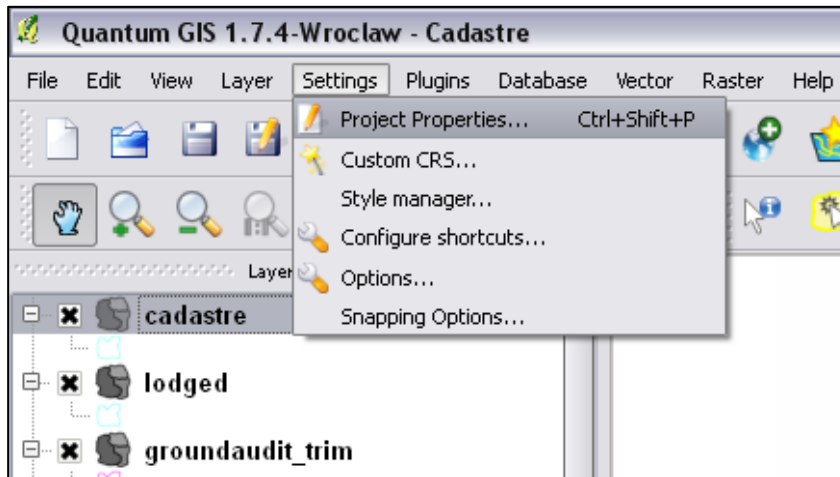 Quantum GIS 1.7.4-Wroclaw - Cadastre
File Edit View Layer Settings Plugins Database Vector Raster Help
Project Properties... Ctrl+Shift+P
Custom CRS...
Style manager...
Configure shortcuts...
Options...
Snapping Options...
Layer
cadastre
lodged
groundaudit_trim